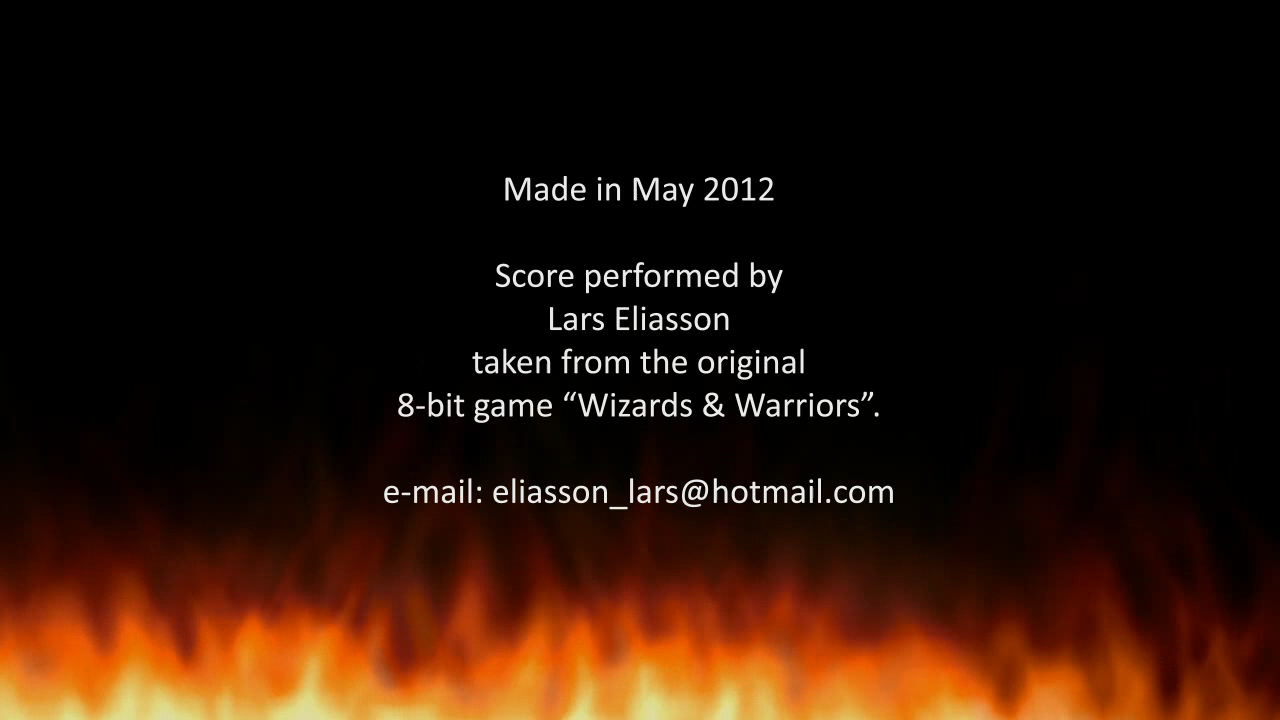 Made in May 2012
Score performed by
Lars Eliasson
taken from the original
8-bit game “Wizards & Warriors”.
e-mail: eliasson_lars@hotmail.com